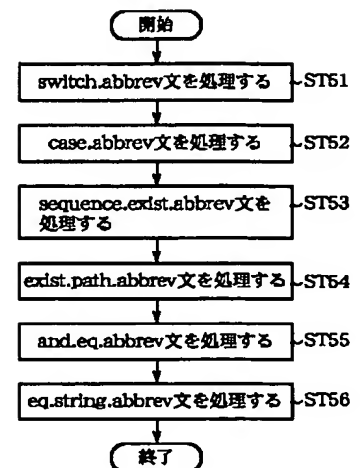 開始
switch.abbrev文を処理する ST51
case.abbrev文を処理する ST52
sequence.exist.abbrev文を ST53
処理する
exist.path.abbrev文を処理する ST54
and.eq.abbrev文を処理する ST55
eq.string.abbrev文を処理する ST56
終了